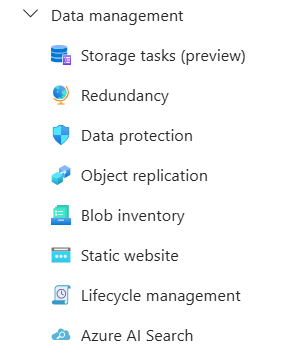 Data management
Storage tasks (preview)
Redundancy
Data protection
Object replication
Blob inventory
Static website
Lifecycle management
Azure AI Search